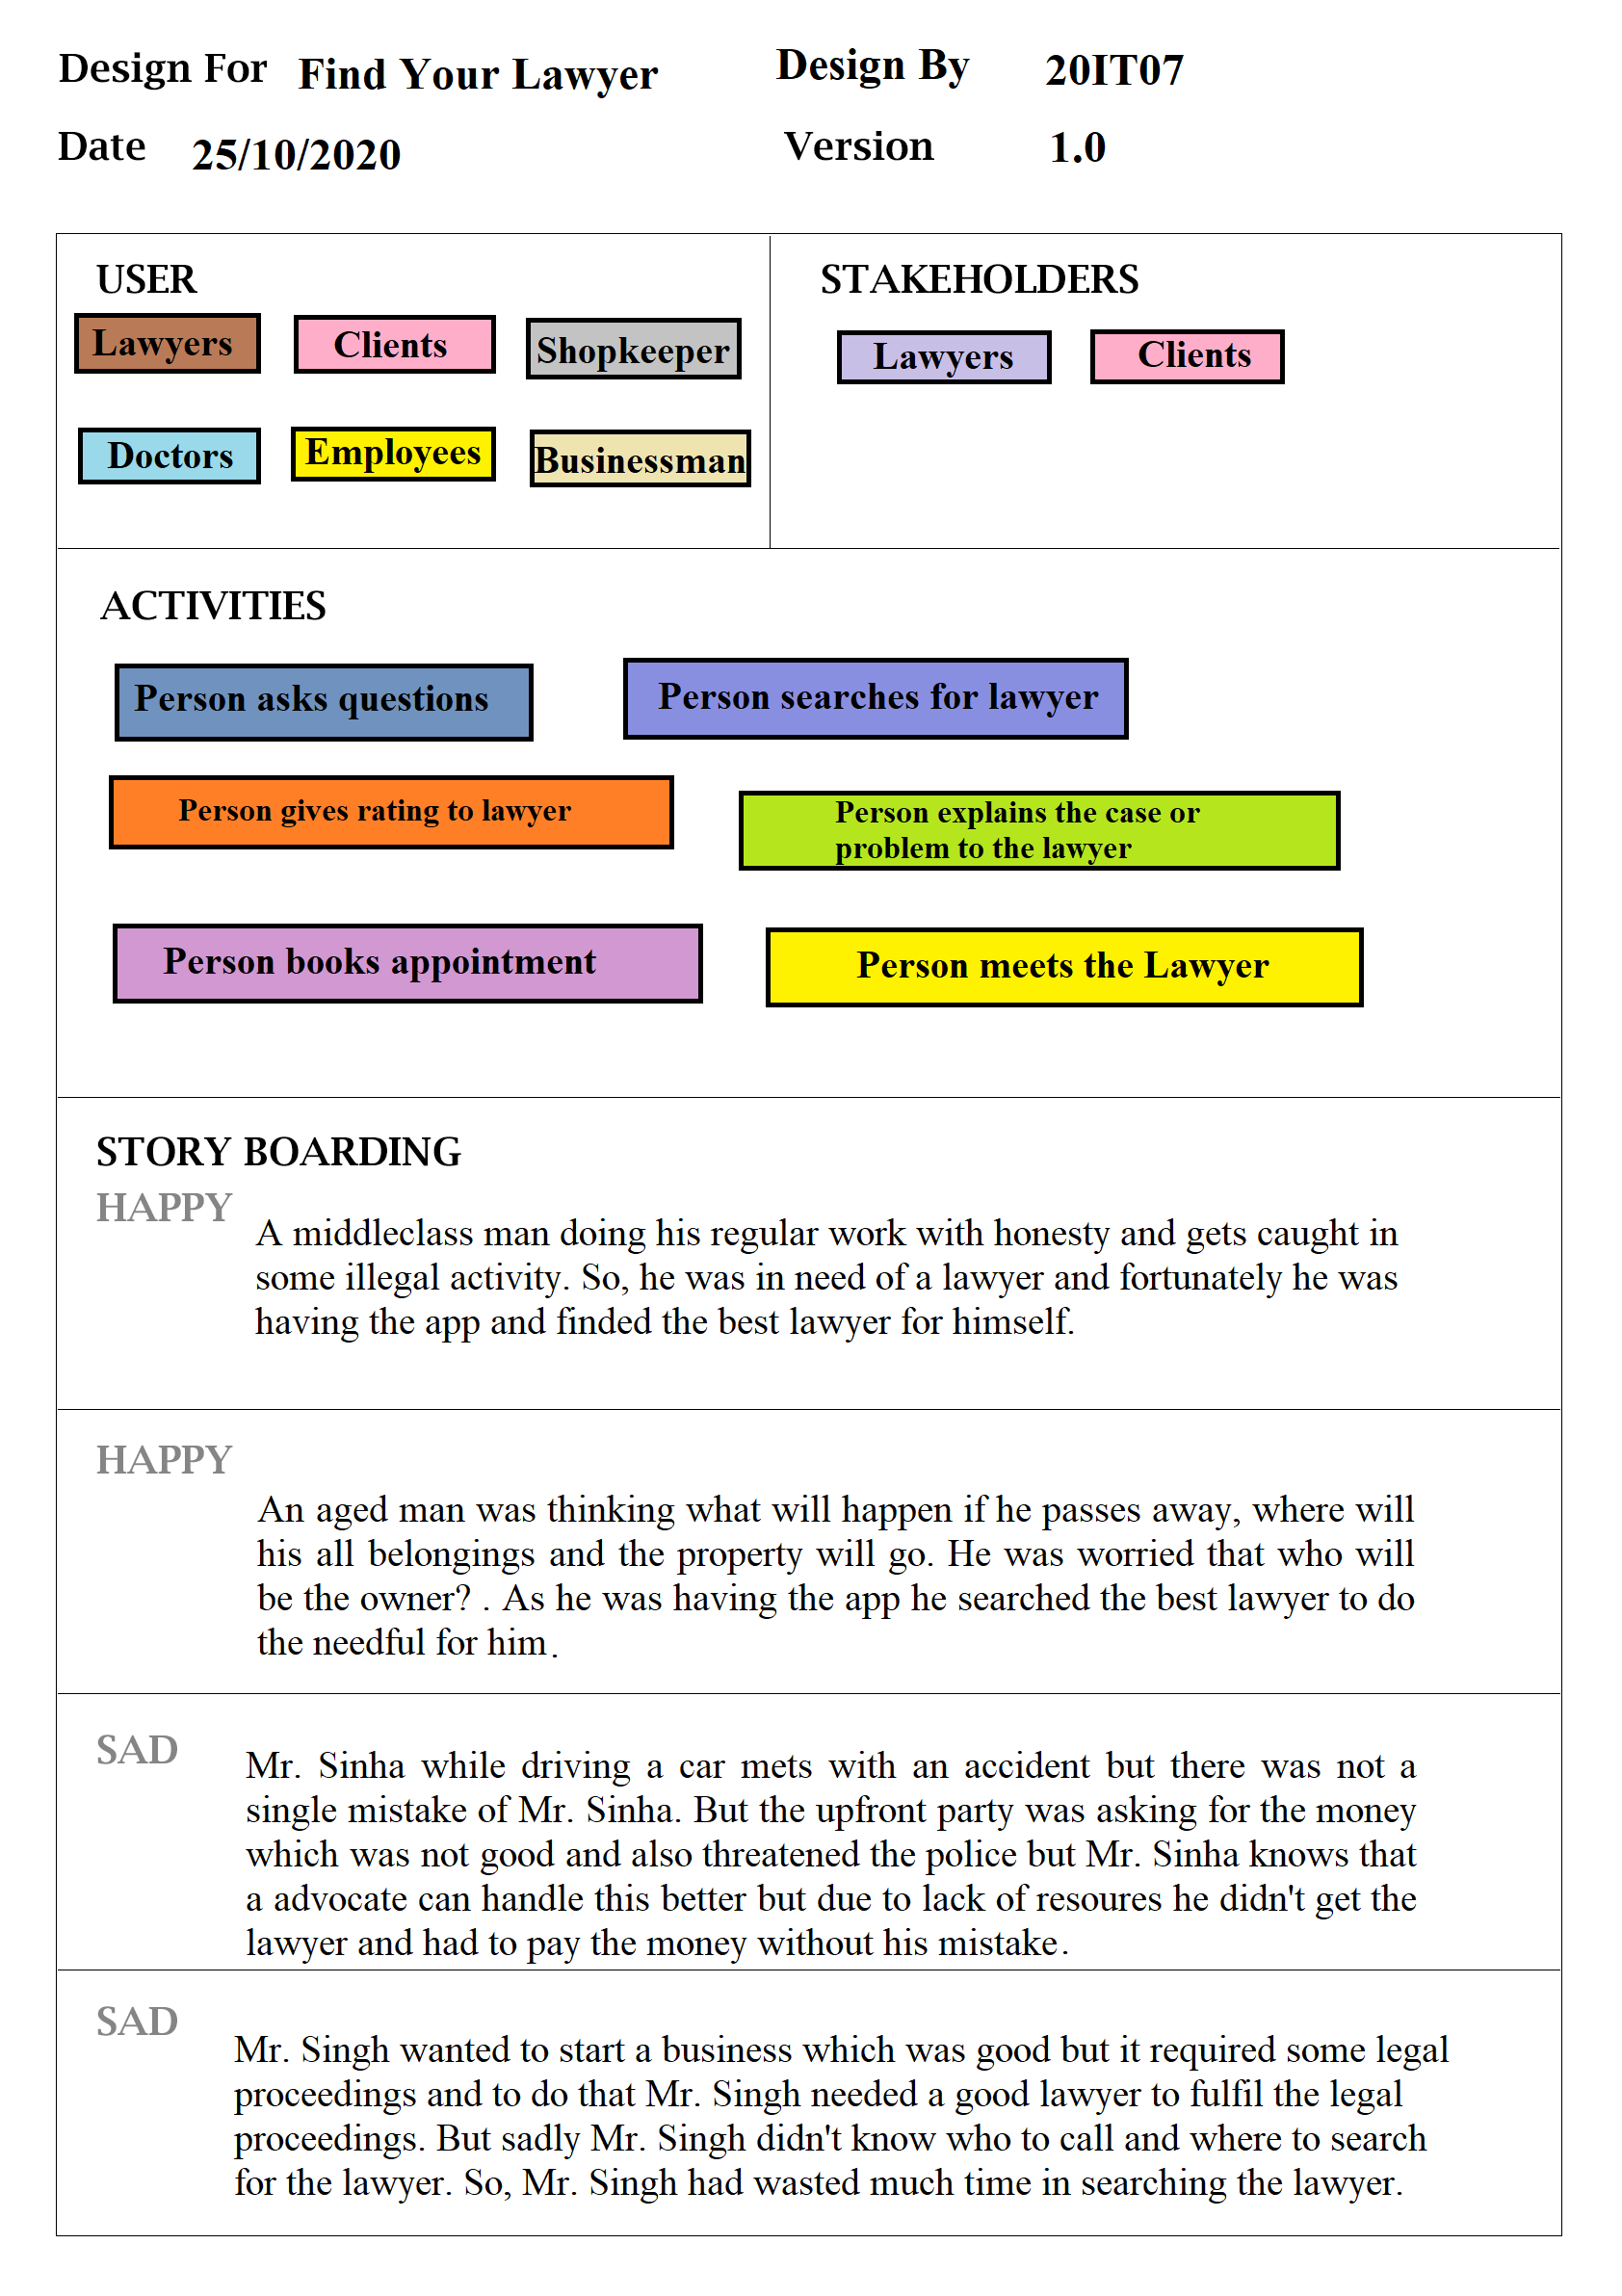 Design For Find Your Lawyer Design By 20IT07
Date 25/10/2020 Version 1.0
USER
Lawyers Clients Shopkeeper
Doctors Employees Businessman
STAKEHOLDERS
Lawyers Clients
ACTIVITIES
Person asks questions Person searches for lawyer
Person gives rating to lawyer
Person explains the case or
problem to the lawyer
Person books appointment Person meets the Lawyer
STORY BOARDING
HAPPY
A middleclass man doing his regular work with honesty and gets caught in
some illegal activity. So, he was in need of a lawyer and fortunately he was
having the app and finded the best lawyer for himself.
HAPPY
An aged man was thinking what will happen if he passes away, where will
his all belongings and the property will go. He was worried that who will
be the owner? . As he was having the app he searched the best lawyer to do
the needful for him.
SAD
Mr. Sinha while driving a car mets with an accident but there was not a
single mistake of Mr. Sinha. But the upfront party was asking for the money
which was not good and also threatened the police but Mr. Sinha knows that
a advocate can handle this better but due to lack of resoures he didn't get the
lawyer and had to pay the money without his mistake.
SAD
Mr. Singh wanted to start a business which was good but it required some legal
proceedings and to do that Mr. Singh needed a good lawyer to fulfil the legal
proceedings. But sadly Mr. Singh didn't know who to call and where to search
for the lawyer. So, Mr. Singh had wasted much time in searching the lawyer.